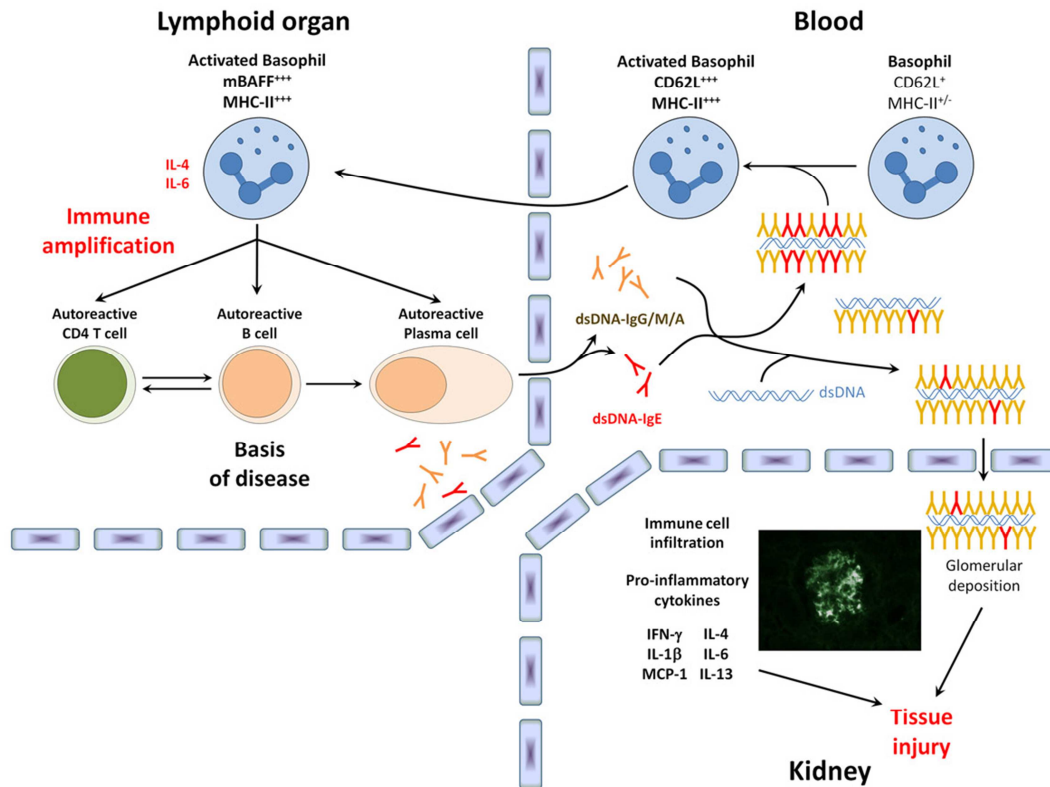 Lymphoid organ
Activated Basophil
mBAFF⁺⁺⁺
MHC-II⁺⁺⁺
IL-4
IL-6
Immune
amplification
Autoreactive
CD4 T cell
Autoreactive
B cell
Autoreactive
Plasma cell
Basis
of disease
Blood
Activated Basophil
CD62L⁺⁺⁺
MHC-II⁺⁺⁺
Basophil
CD62L⁺
MHC-II⁺/⁻
dsDNA-IgG/M/A
dsDNA-IgE
dsDNA
Immune cell
infiltration
Pro-inflammatory
cytokines
IFN-γ IL-4
IL-1β IL-6
MCP-1 IL-13
Glomerular
deposition
Tissue
injury
Kidney